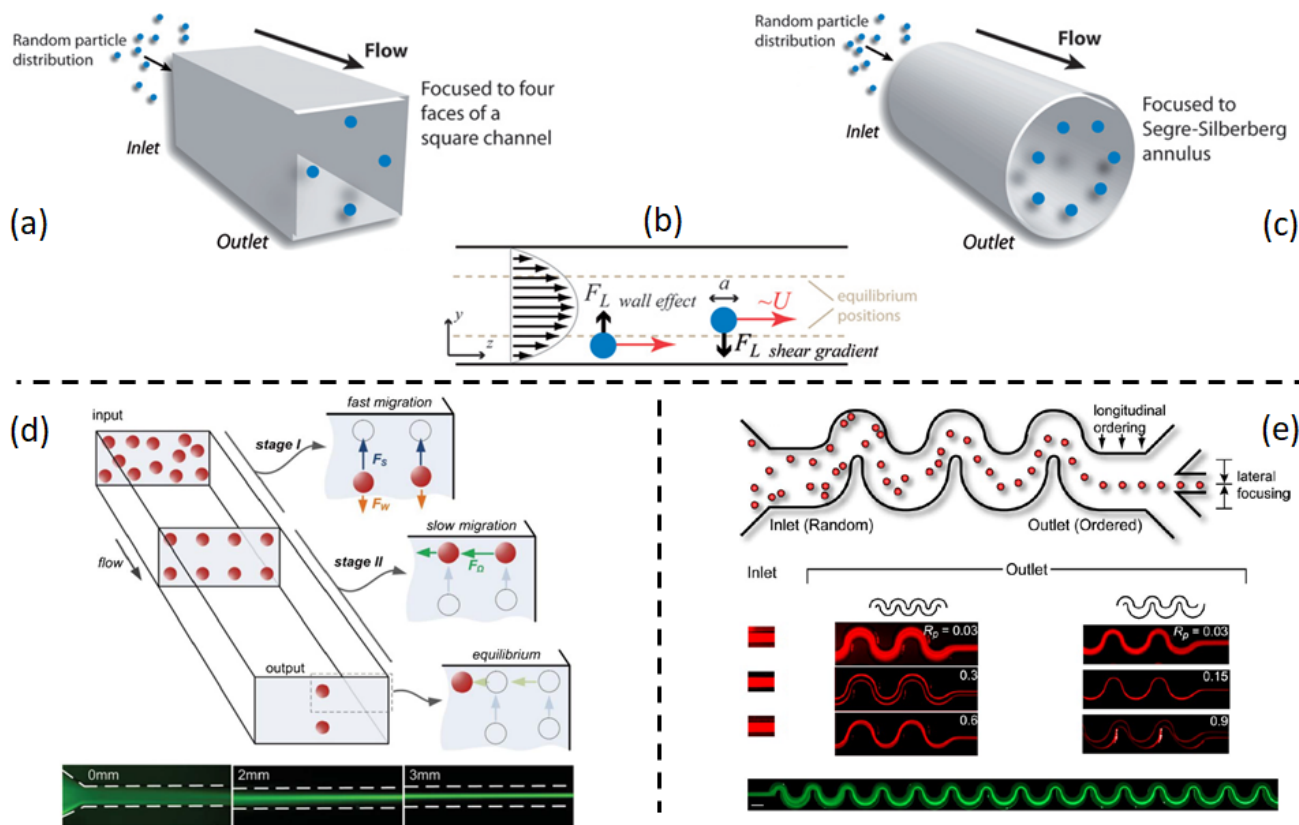 Random particle
distribution
Flow
Focused to four
faces of a
square channel
Inlet
Outlet
(a)
(b)
Random particle
distribution
Flow
Focused to
Segre-Silberberg
annulus
Inlet
Outlet
(c)
F_L wall effect
a
~U
equilibrium
positions
y
z
F_L shear gradient
(d)
input
fast migration
stage I
F_S
F_W
slow migration
stage II
flow
F_Ω
output
equilibrium
0mm
2mm
3mm
(e)
longitudinal
ordering
lateral
focusing
Inlet (Random)
Outlet (Ordered)
Inlet
Outlet
R_p = 0.03
R_p = 0.03
0.3
0.15
0.6
0.9